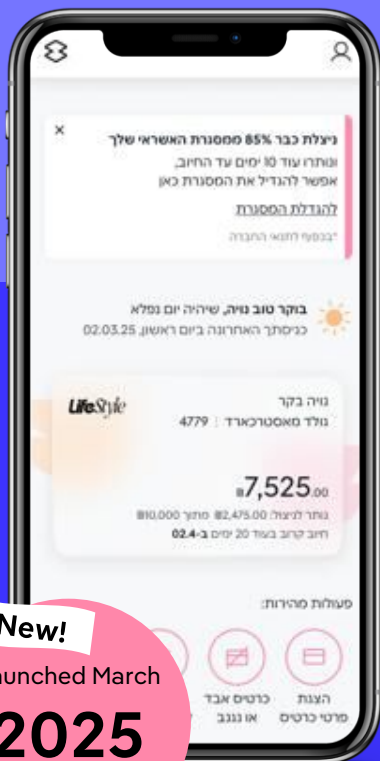 ×
ניצלת כבר 85% ממסגרת האשראי שלך
ונותרו עוד 10 ימים עד החיוב,
אפשר להגדיל את המסגרת כאן
להגדלת המסגרת
*בכפוף לתנאי החברה
בוקר טוב נויה, שיהיה יום נפלא
כניסתך האחרונה ביום ראשון, 02.03.25
LifeStyle
נויה בקר
גולד מאסטרכארד | 4779
₪7,525.00
נותר לניצול: ₪2,475.00 מתוך ₪10,000
חיוב קרוב בעוד 20 ימים ב-02.4
פעולות מהירות:
הצגת
פרטי כרטיס
כרטיס אבד
או נגנב
New!
aunched March
2025